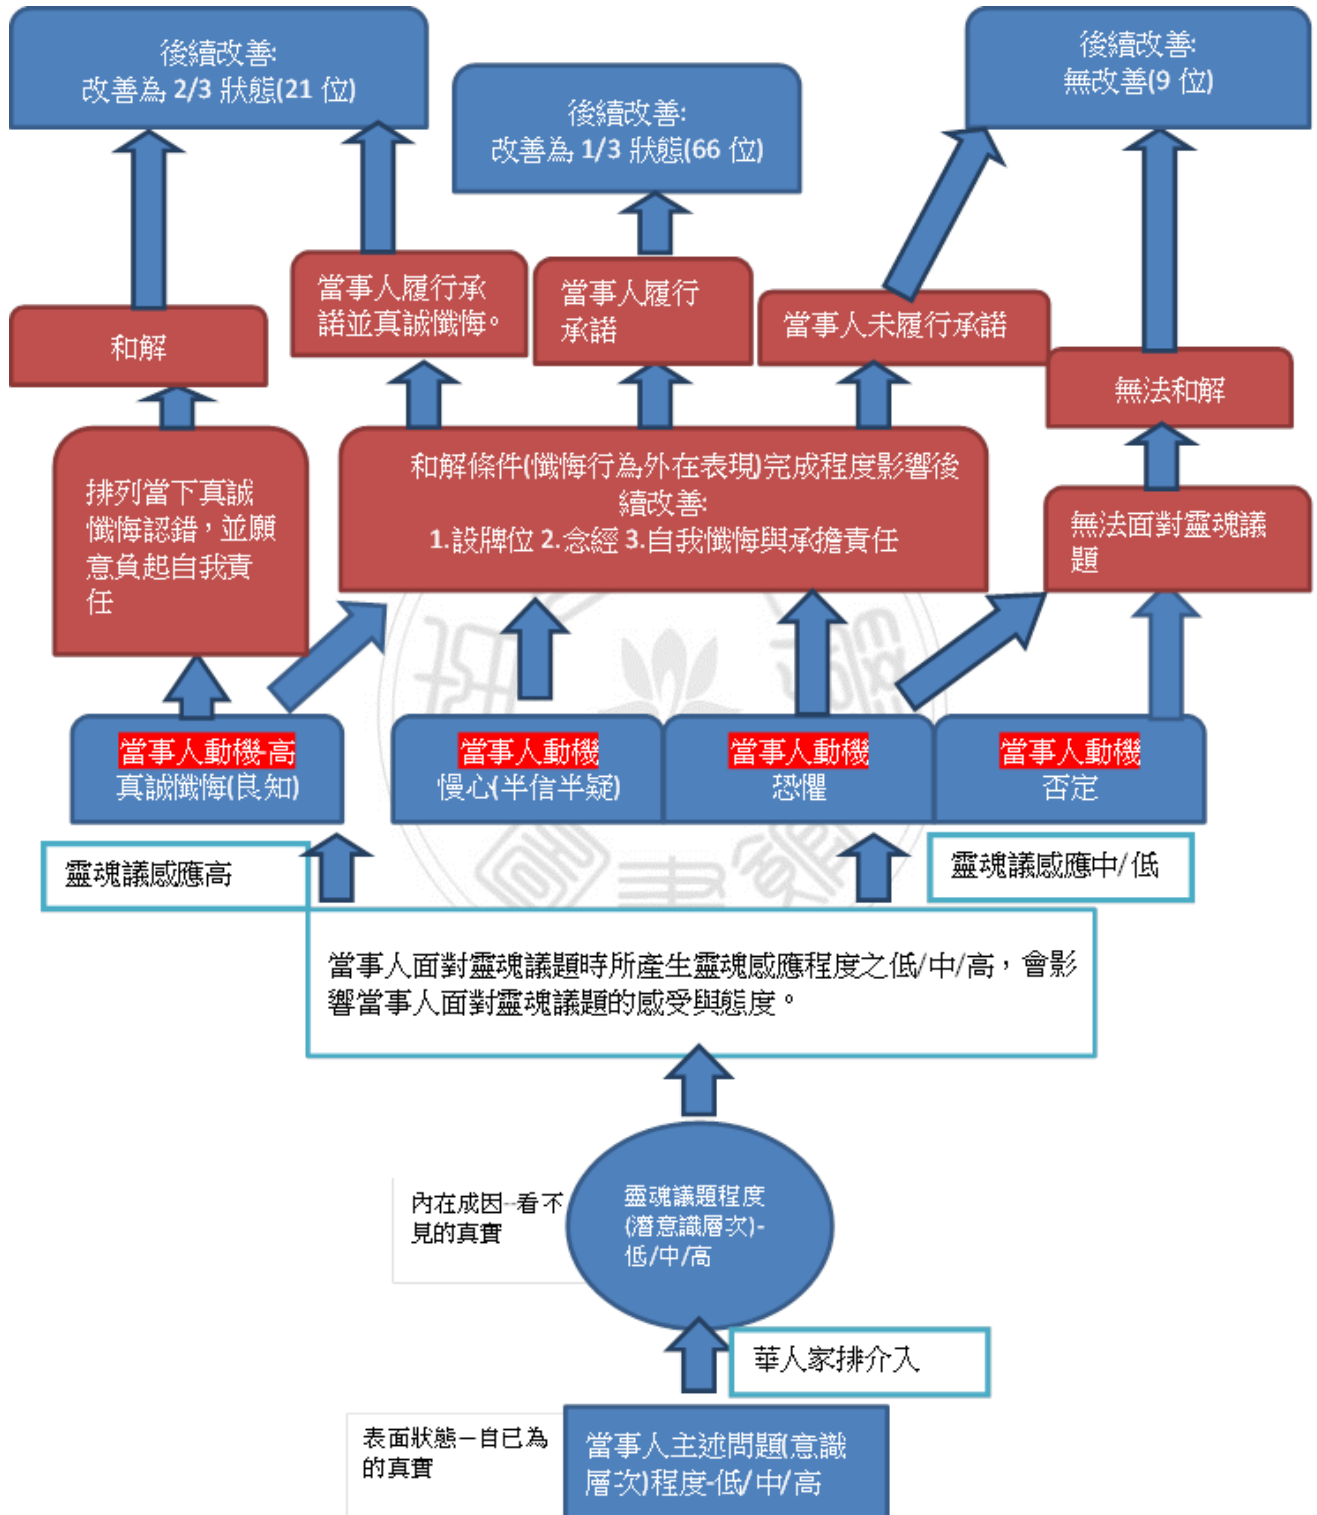 後續改善:
改善為 2/3 狀態(21 位)
後續改善:
改善為 1/3 狀態(66 位)
後續改善:
無改善(9 位)
和解
當事人履行承
諾並真誠懺悔。
當事人履行
承諾
當事人未履行承諾
無法和解
排列當下真誠
懺悔認錯，並願
意負起自我責
任
和解條件(懺悔行為外在表現)完成程度影響後
續改善:
1.設牌位 2.念經 3.自我懺悔與承擔責任
無法面對靈魂議
題
當事人動機-高
真誠懺悔(良知)
當事人動機
慢心(半信半疑)
當事人動機
恐懼
當事人動機
否定
靈魂議感應高
靈魂議感應中/低
當事人面對靈魂議題時所產生靈魂感應程度之低/中/高，會影
響當事人面對靈魂議題的感受與態度。
內在成因--看不
見的真實
靈魂議題程度
(潛意識層次)-
低/中/高
華人家排介入
表面狀態－自已為
的真實
當事人主述問題(意識
層次)程度-低/中/高